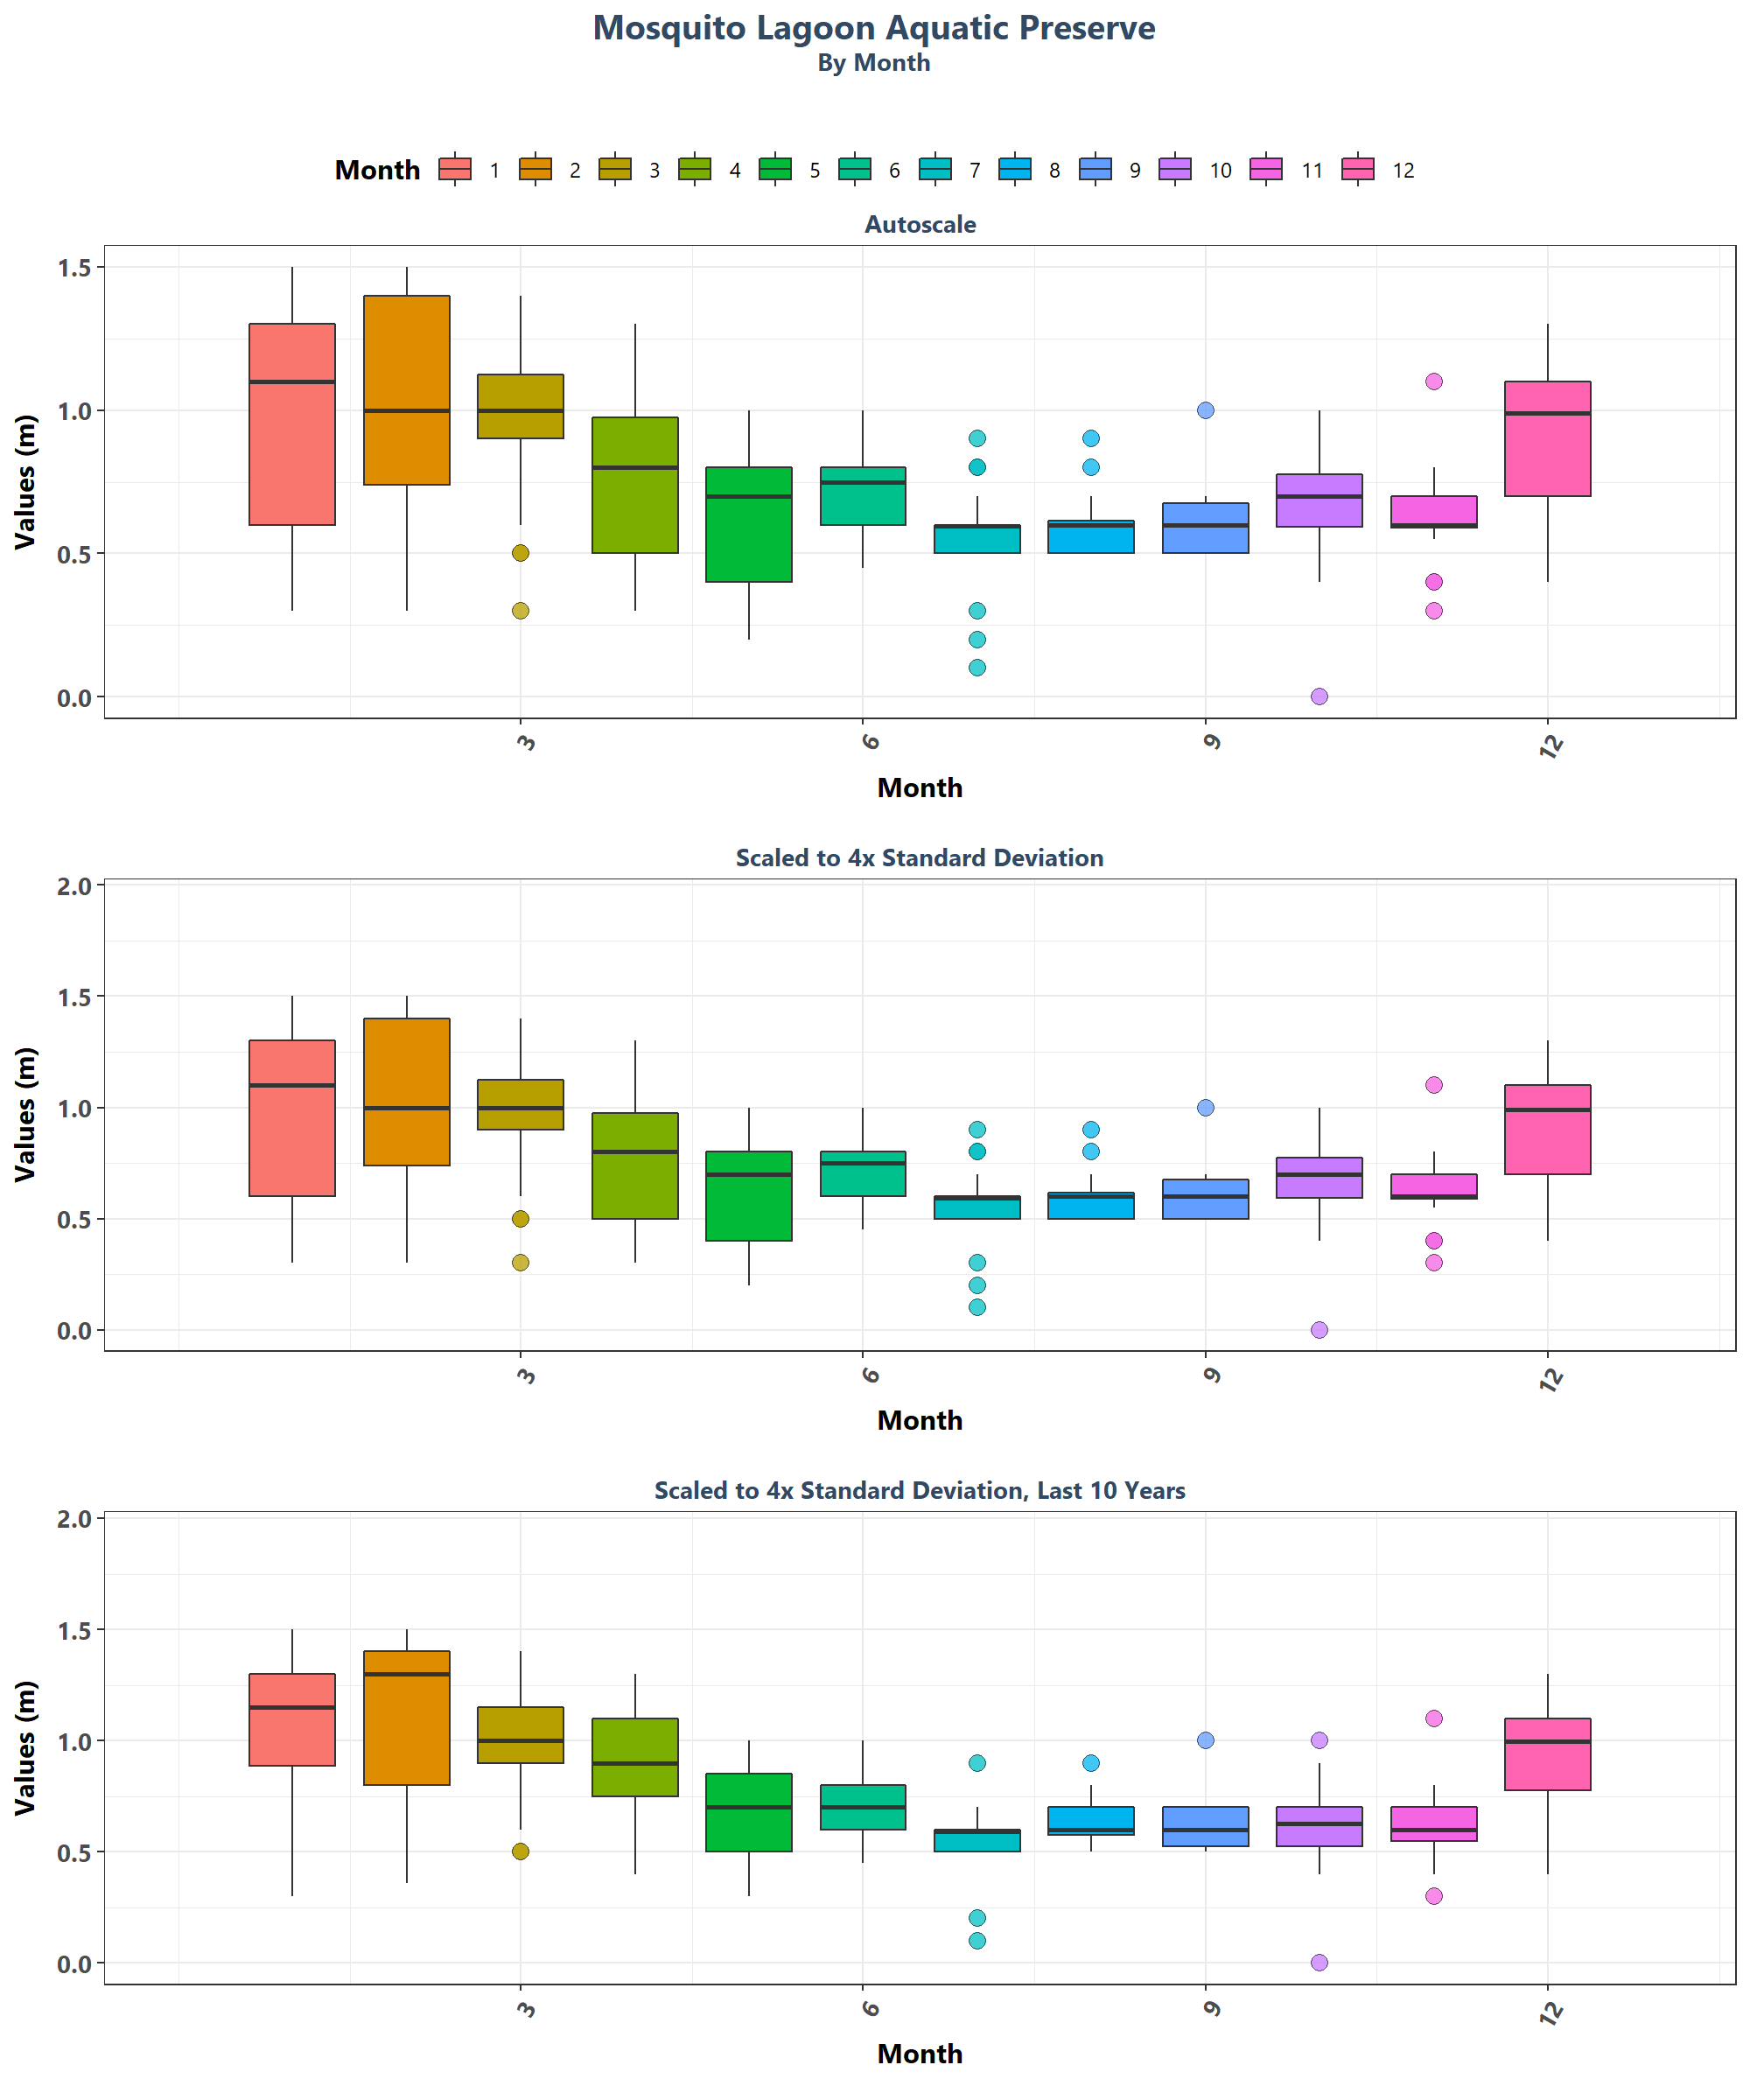 Mosquito Lagoon Aquatic Preserve
By Month
Month 1 2 3 4 5 6 7 8 9 10 11 12
Autoscale
Values (m)
1.5
1.0
0.5
0.0
3 6 9 12
Month
Scaled to 4x Standard Deviation
Values (m)
2.0
1.5
1.0
0.5
0.0
3 6 9 12
Month
Scaled to 4x Standard Deviation, Last 10 Years
Values (m)
2.0
1.5
1.0
0.5
0.0
3 6 9 12
Month